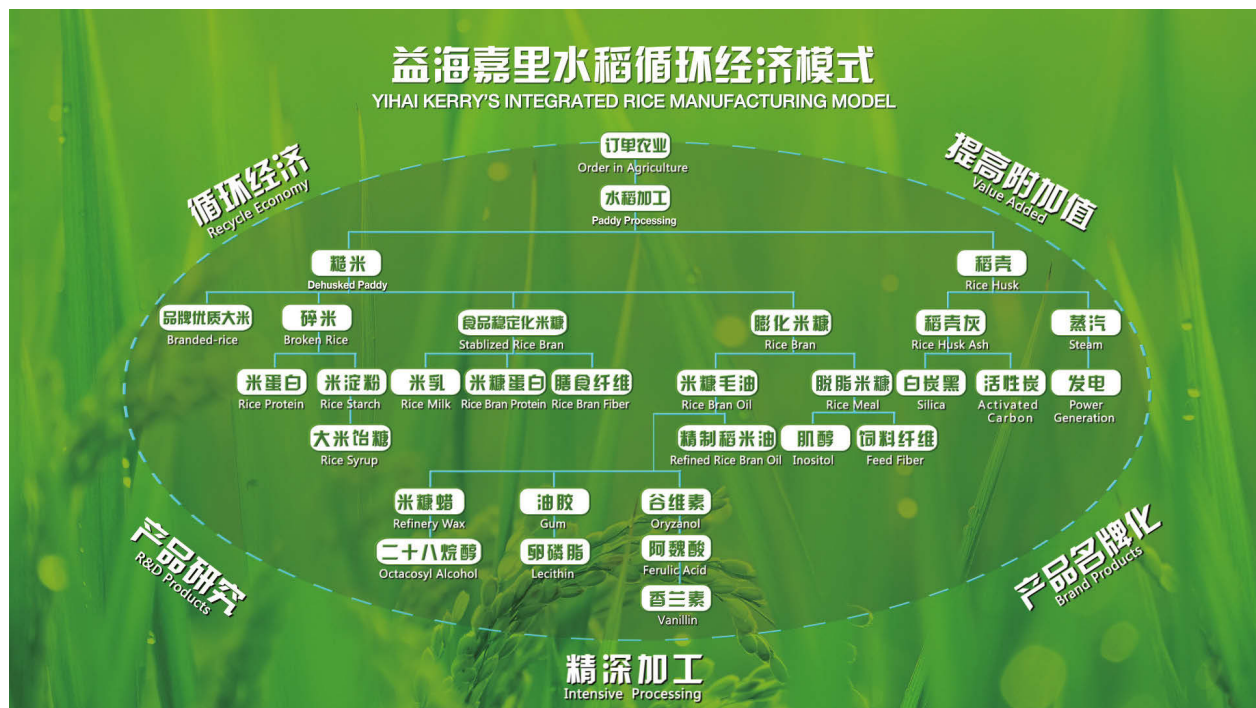 益海嘉里水稻循环经济模式
YIHAI KERRY'S INTEGRATED RICE MANUFACTURING MODEL
循环经济
Recycle Economy
提高附加值
Value Added
订单农业
Order in Agriculture
水稻加工
Paddy Processing
糙米
Dehusked Paddy
稻壳
Rice Husk
品牌优质大米
Branded-rice
碎米
Broken Rice
食品稳定化米糠
Stablized Rice Bran
膨化米糠
Rice Bran
稻壳灰
Rice Husk Ash
蒸汽
Steam
米蛋白
Rice Protein
米淀粉
Rice Starch
米乳
Rice Milk
米糠蛋白
Rice Bran Protein
膳食纤维
Rice Bran Fiber
米糠毛油
Rice Bran Oil
脱脂米糠
Rice Meal
白炭黑
Silica
活性炭
Activated
Carbon
发电
Power
Generation
大米饴糖
Rice Syrup
精制稻米油
Refined Rice Bran Oil
肌醇
Inositol
饲料纤维
Feed Fiber
米糠蜡
Refinery Wax
油胶
Gum
谷维素
Oryzanol
二十八烷醇
Octacosyl Alcohol
卵磷脂
Lecithin
阿魏酸
Ferulic Acid
香兰素
Vanillin
产品研究
R&D Products
产品名牌化
Brand Products
精深加工
Intensive Processing